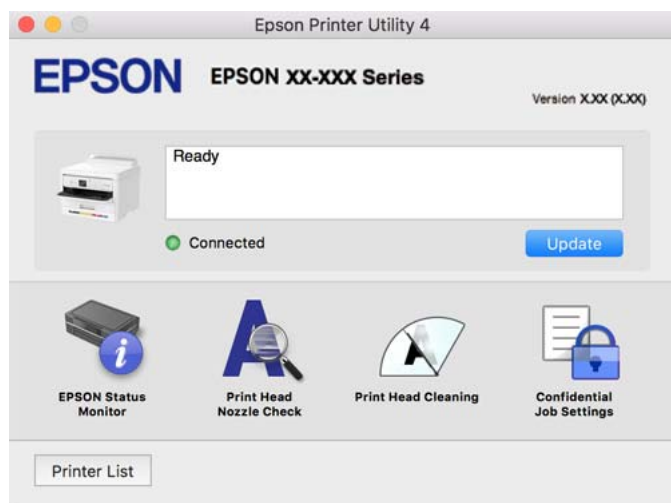 Epson Printer Utility 4
EPSON
EPSON XX-XXX Series
Version X.XX (X.XX)
Ready
Connected
Update
EPSON Status
Monitor
Print Head
Nozzle Check
Print Head Cleaning
Confidential
Job Settings
Printer List